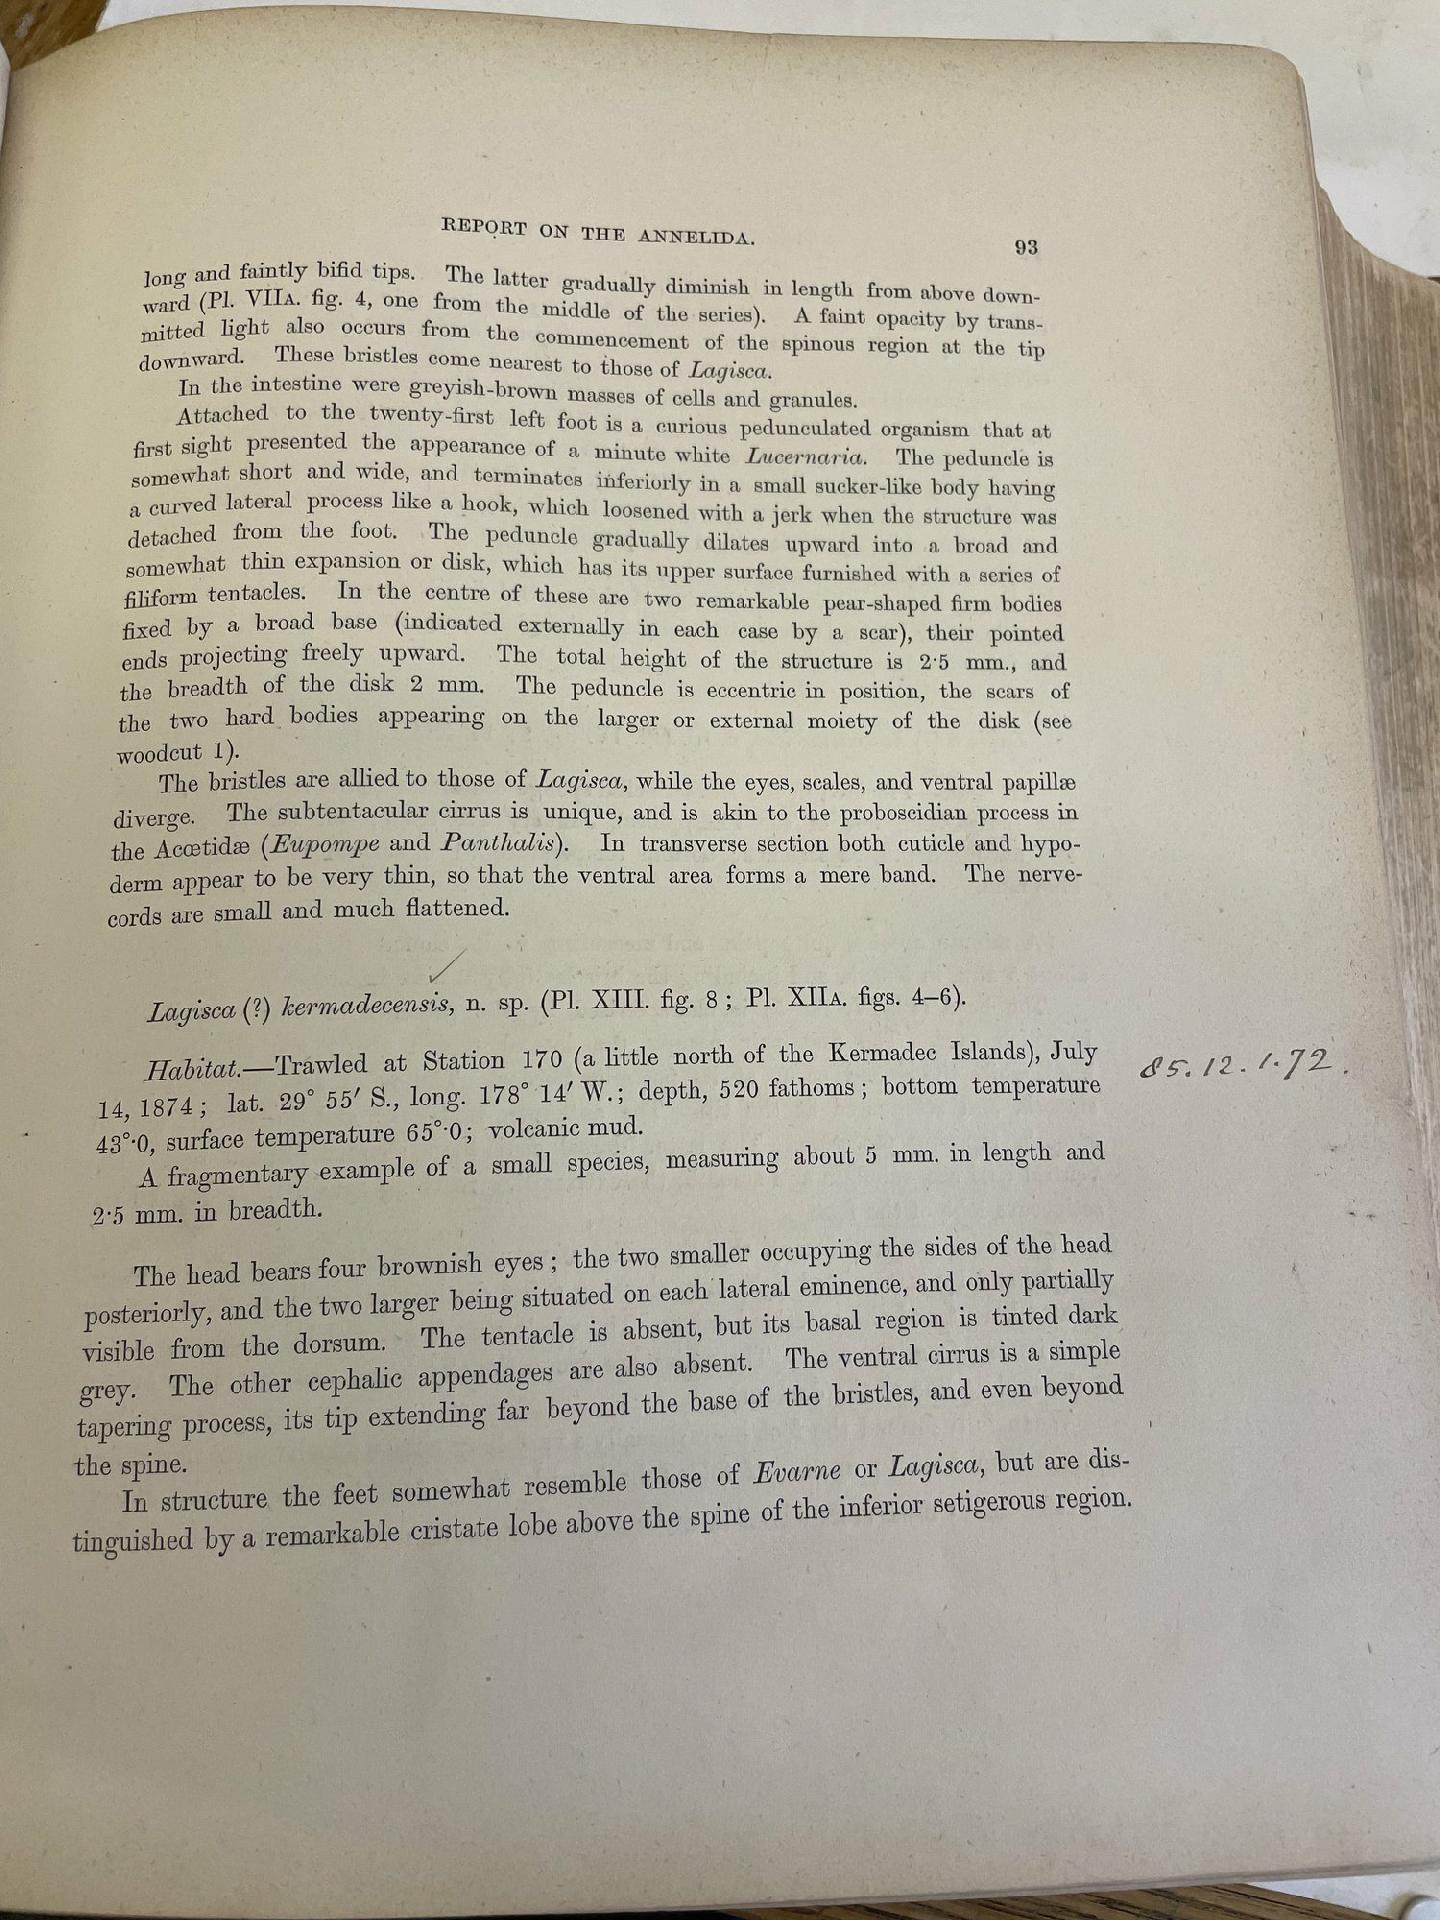 REPORT ON THE ANNELIDA.
93
long and faintly bifid tips. The latter gradually diminish in length from above down-
ward (Pl. VIIA. fig. 4, one from the middle of the series). A faint opacity by trans-
mitted light also occurs from the commencement of the spinous region at the tip
downward. These bristles come nearest to those of Lagisca.
In the intestine were greyish-brown masses of cells and granules.
Attached to the twenty-first left foot is a curious pedunculated organism that at
first sight presented the appearance of a minute white Lucernaria. The peduncle is
somewhat short and wide, and terminates inferiorly in a small sucker-like body having
a curved lateral process like a hook, which loosened with a jerk when the structure was
detached from the foot. The peduncle gradually dilates upward into a broad and
somewhat thin expansion or disk, which has its upper surface furnished with a series of
filiform tentacles. In the centre of these are two remarkable pear-shaped firm bodies
fixed by a broad base (indicated externally in each case by a scar), their pointed
ends projecting freely upward. The total height of the structure is 2·5 mm., and
the breadth of the disk 2 mm. The peduncle is eccentric in position, the scars of
the two hard bodies appearing on the larger or external moiety of the disk (see
woodcut 1).
The bristles are allied to those of Lagisca, while the eyes, scales, and ventral papillæ
diverge. The subtentacular cirrus is unique, and is akin to the proboscidian process in
the Acœtidæ (Eupompe and Panthalis). In transverse section both cuticle and hypo-
derm appear to be very thin, so that the ventral area forms a mere band. The nerve-
cords are small and much flattened.
✓
Lagisca (?) kermadecensis, n. sp. (Pl. XIII. fig. 8; Pl. XIIA. figs. 4–6).
Habitat.—Trawled at Station 170 (a little north of the Kermadec Islands), July
85.12.1.72.
14, 1874; lat. 29° 55′ S., long. 178° 14′ W.; depth, 520 fathoms; bottom temperature
43°·0, surface temperature 65°·0; volcanic mud.
A fragmentary example of a small species, measuring about 5 mm. in length and
2·5 mm. in breadth.
The head bears four brownish eyes; the two smaller occupying the sides of the head
posteriorly, and the two larger being situated on each lateral eminence, and only partially
visible from the dorsum. The tentacle is absent, but its basal region is tinted dark
grey. The other cephalic appendages are also absent. The ventral cirrus is a simple
tapering process, its tip extending far beyond the base of the bristles, and even beyond
the spine.
In structure the feet somewhat resemble those of Evarne or Lagisca, but are dis-
tinguished by a remarkable cristate lobe above the spine of the inferior setigerous region.